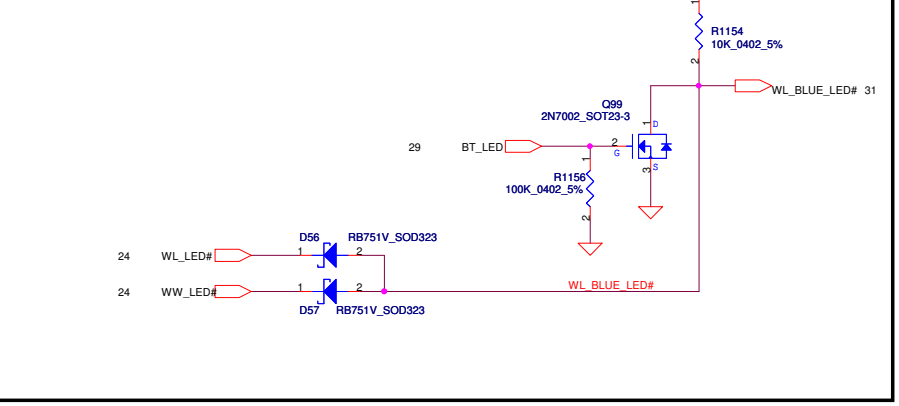 1
R1154
10K_0402_5%
2
WL_BLUE_LED# 31
Q99
2N7002_SOT23-3
1 D
29 BT_LED
2
G
3 S
1
R1156
100K_0402_5%
2
D56 RB751V_SOD323
24 WL_LED# 1 2
24 WW_LED# 1 2
WL_BLUE_LED#
D57 RB751V_SOD323